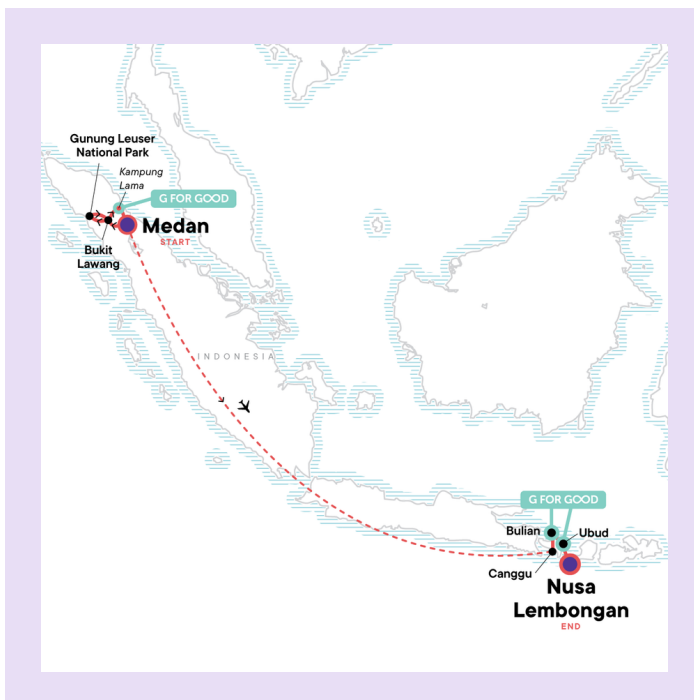 Gunung Leuser
National Park
Kampung
Lama
G FOR GOOD
Medan
START
Bukit
Lawang
INDONESIA
G FOR GOOD
Bulian
Ubud
Canggu
Nusa
Lembongan
END